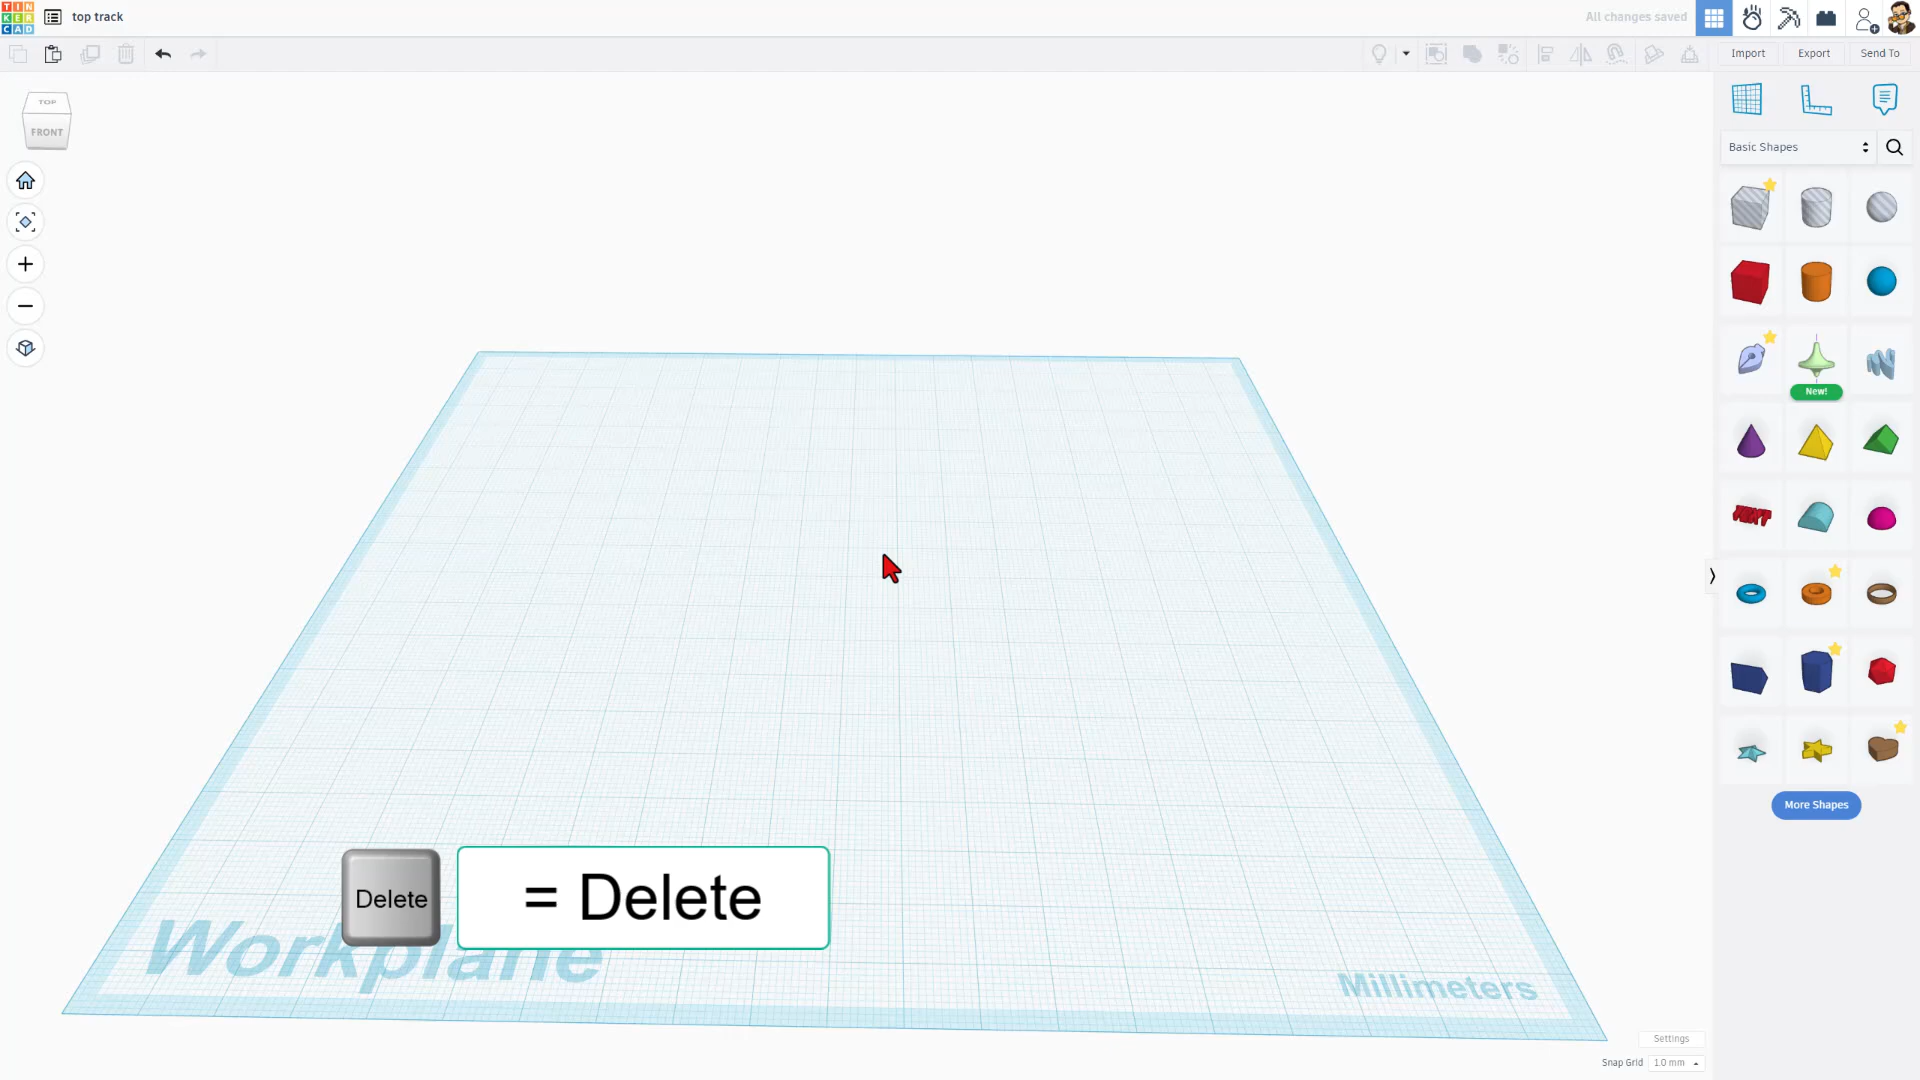 TIN
KER
CAD
top track
All changes saved
Import
Export
Send To
TOP
FRONT
Basic Shapes
New!
TEXT
More Shapes
Delete
= Delete
Workplane
Millimeters
Settings
Snap Grid
1.0 mm